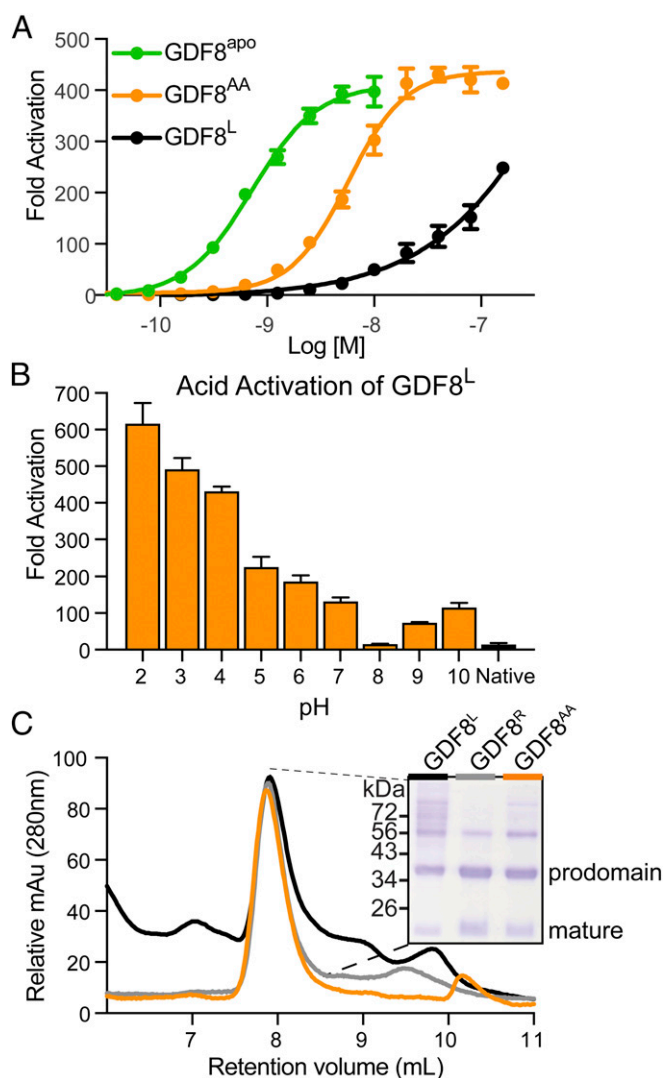 A
500
400
300
200
100
0
Fold Activation
GDF8apo
GDF8AA
GDF8L
-10 -9 -8 -7
Log [M]
B
Acid Activation of GDF8L
700
600
500
400
300
200
100
0
Fold Activation
2 3 4 5 6 7 8 9 10 Native
pH
C
100
80
60
40
20
0
Relative mAu (280nm)
GDF8L GDF8R GDF8AA
kDa
72
56
43
34
26
prodomain
mature
7 8 9 10 11
Retention volume (mL)